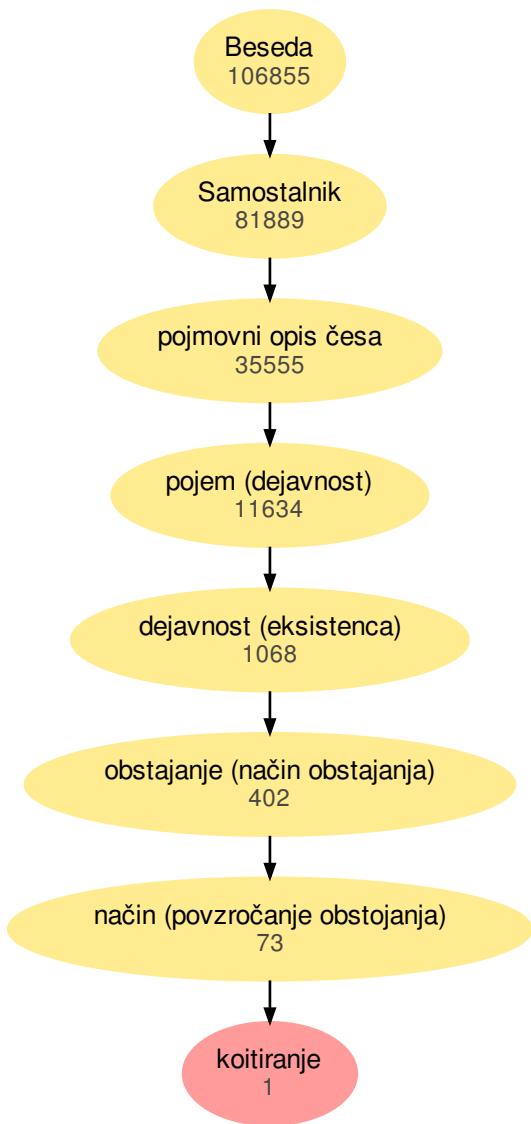 Beseda
106855
Samostalnik
81889
pojmovni opis česa
35555
pojem (dejavnost)
11634
dejavnost (eksistenca)
1068
obstajanje (način obstajanja)
402
način (povzročanje obstojanja)
73
koitiranje
1